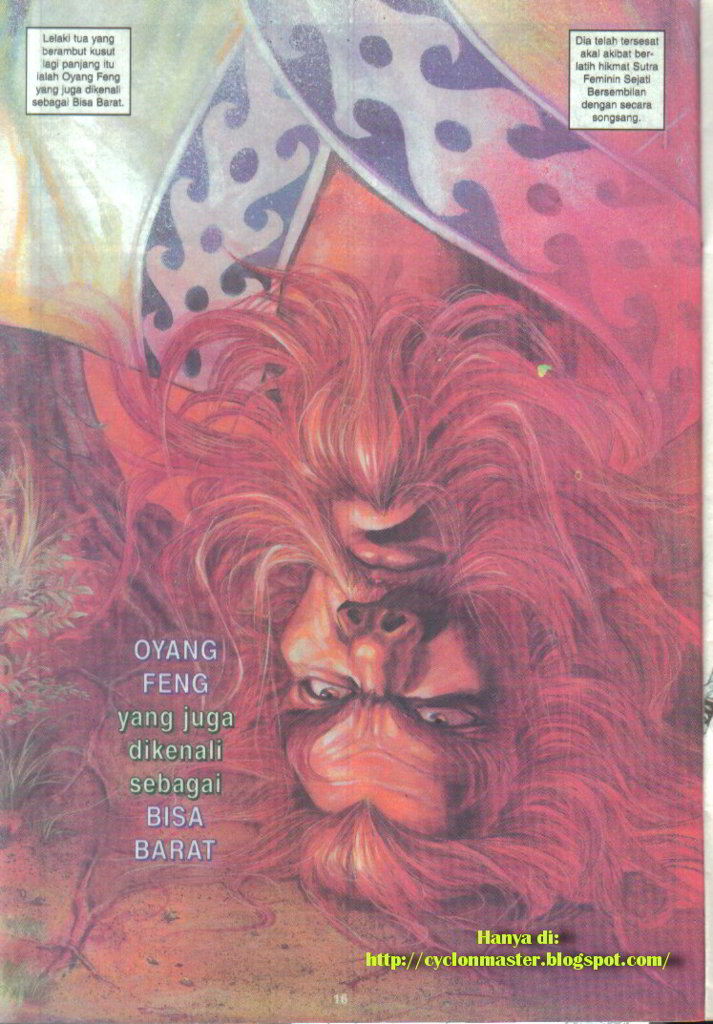 Lelaki tua yang
berambut kusut
lagi panjang itu
ialah Oyang Feng
yang juga dikenali
sebagai Bisa Barat.
Dia telah tersesat
akal akibat ber-
latih hikmat Sutra
Feminin Sejati
Bersembilan
dengan secara
songsang.
OYANG
FENG
yang juga
dikenali
sebagai
BISA
BARAT
Hanya di:
http://cyclonmaster.blogspot.com/
16